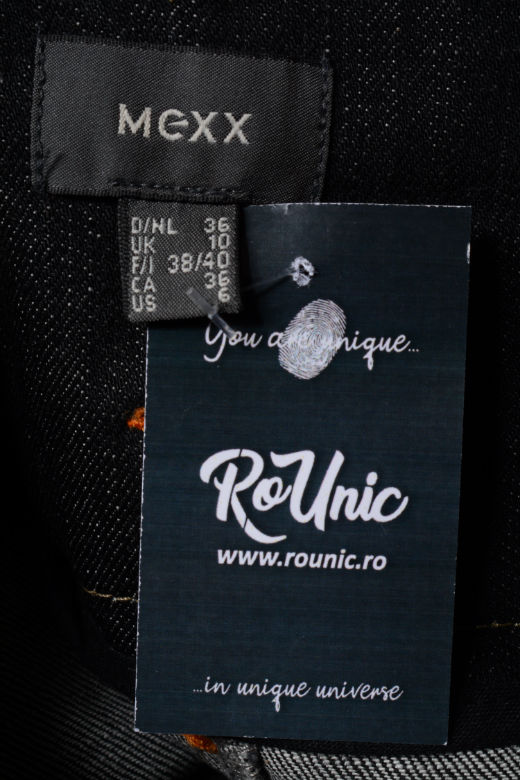 Mexx
D/NL 36
UK 10
F/I 38/40
CA 36
US 6
You are unique...
RoUnic
www.rounic.ro
...in unique universe